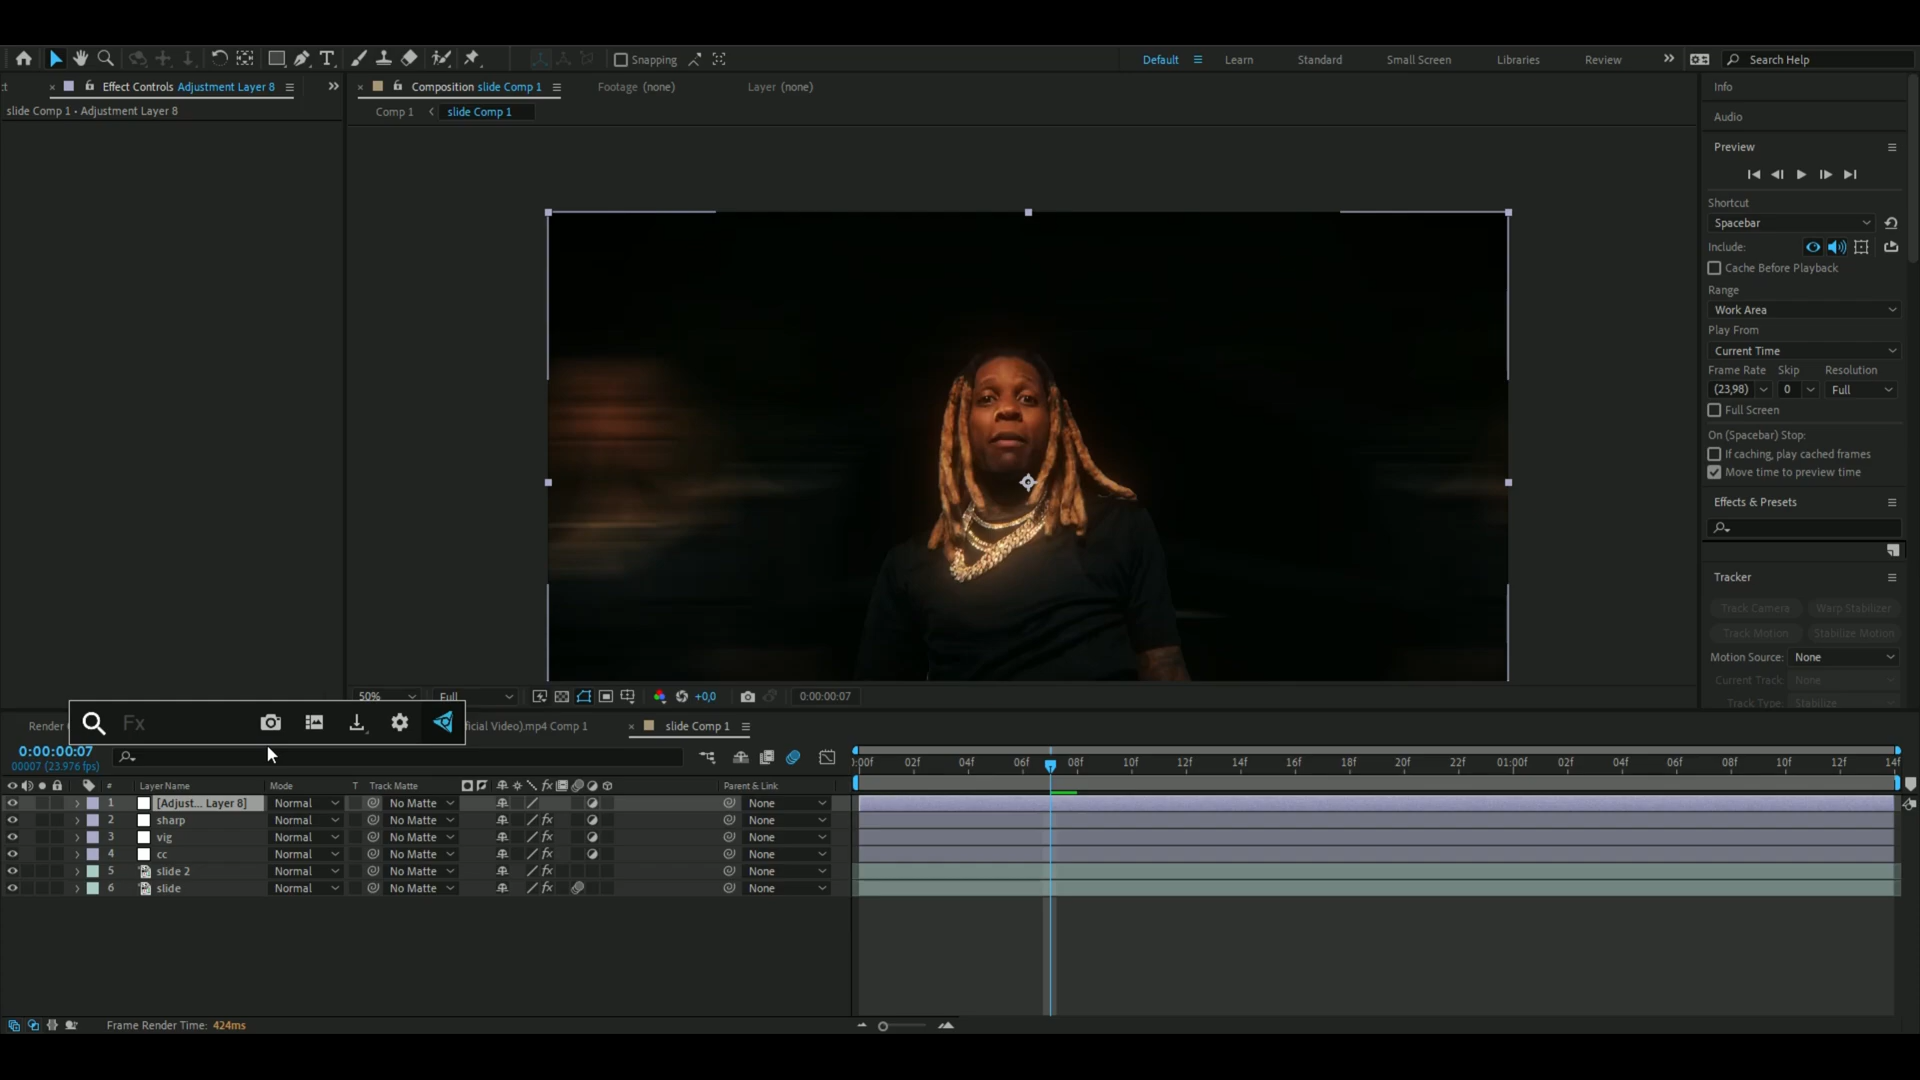 Snapping
Default
Learn
Standard
Small Screen
Libraries
Review
Search Help
Effect Controls Adjustment Layer 8
Composition slide Comp 1
Footage (none)
Layer (none)
slide Comp 1 • Adjustment Layer 8
Comp 1
slide Comp 1
Info
Audio
Preview
Shortcut
Spacebar
Include:
Cache Before Playback
Range
Work Area
Play From
Current Time
Frame Rate Skip Resolution
(23,98) 0 Full
Full Screen
On (Spacebar) Stop:
If caching, play cached frames
Move time to preview time
Effects & Presets
Tracker
Track Camera Warp Stabilizer
Track Motion Stabilize Motion
Motion Source: None
Current Track: None
Track Type: Stabilize
50% Full +0,0 0:00:00:07
Render
Fx
ficial Video).mp4 Comp 1
slide Comp 1
0:00:00:07
00007 (23.976 fps)
:00f 02f 04f 06f 08f 10f 12f 14f 16f 18f 20f 22f 01:00f 02f 04f 06f 08f 10f 12f 14f
# Layer Name Mode T Track Matte fx Parent & Link
1 [Adjust... Layer 8] Normal No Matte None
2 sharp Normal No Matte fx None
3 vig Normal No Matte fx None
4 cc Normal No Matte fx None
5 slide 2 Normal No Matte fx None
6 slide Normal No Matte fx None
Frame Render Time: 424ms